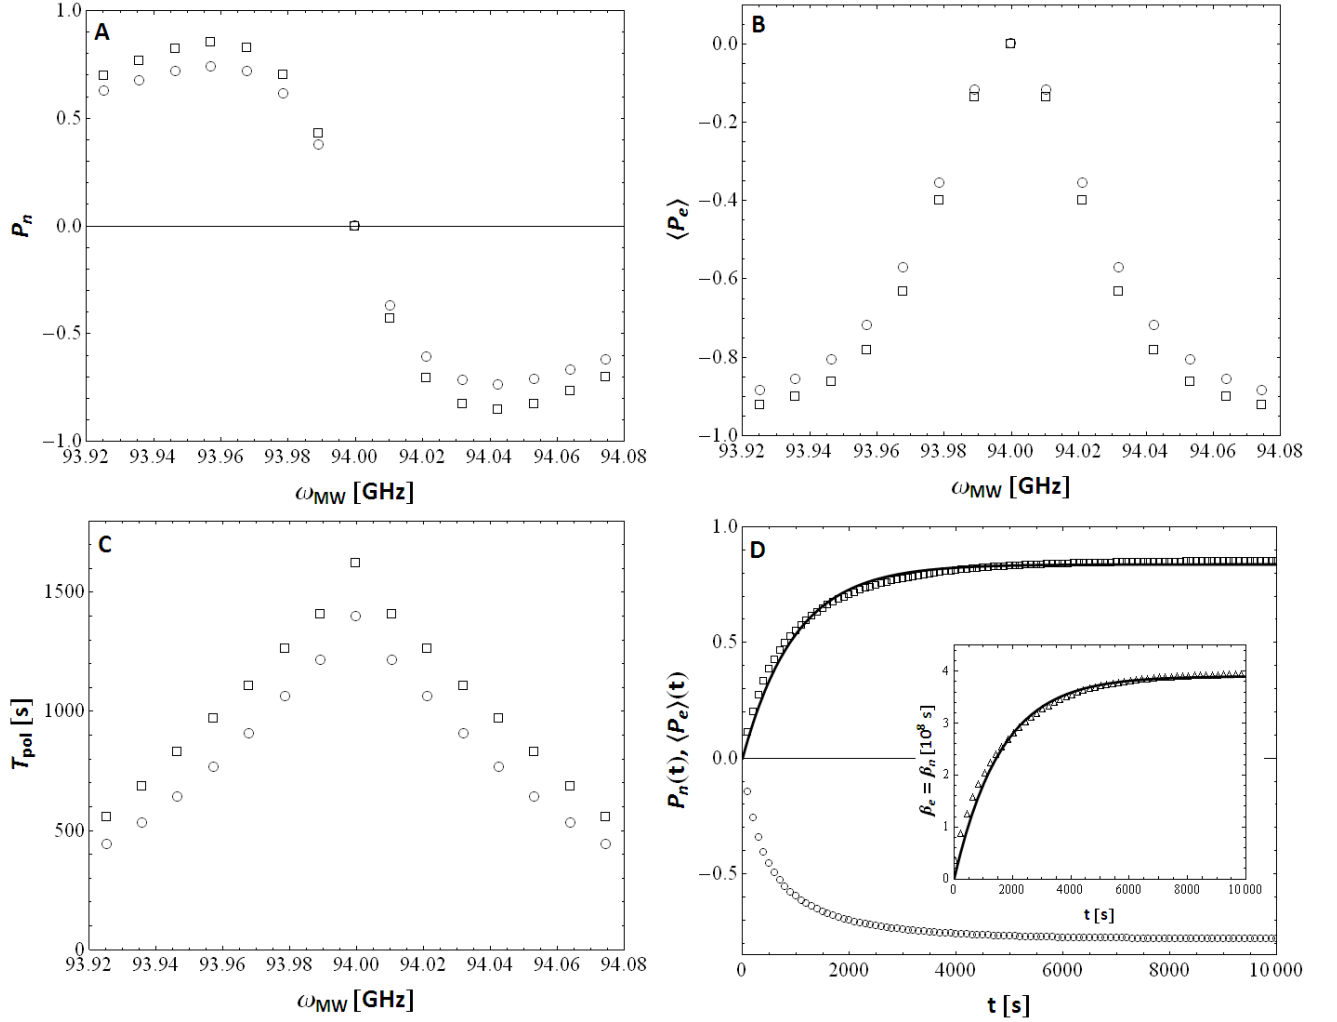 A
1.0
0.5
0.0
−0.5
−1.0
P_n
93.92 93.94 93.96 93.98 94.00 94.02 94.04 94.06 94.08
ω_MW [GHz]
B
0.0
−0.2
−0.4
−0.6
−0.8
−1.0
⟨P_e⟩
93.92 93.94 93.96 93.98 94.00 94.02 94.04 94.06 94.08
ω_MW [GHz]
C
1500
1000
500
0
T_pol [s]
93.92 93.94 93.96 93.98 94.00 94.02 94.04 94.06 94.08
ω_MW [GHz]
D
1.0
0.5
0.0
−0.5
P_n(t), ⟨P_e⟩(t)
0 2000 4000 6000 8000 10000
t [s]
4
3
2
1
0
β_e = β_n [10^8 s]
0 2000 4000 6000 8000 10000
t [s]